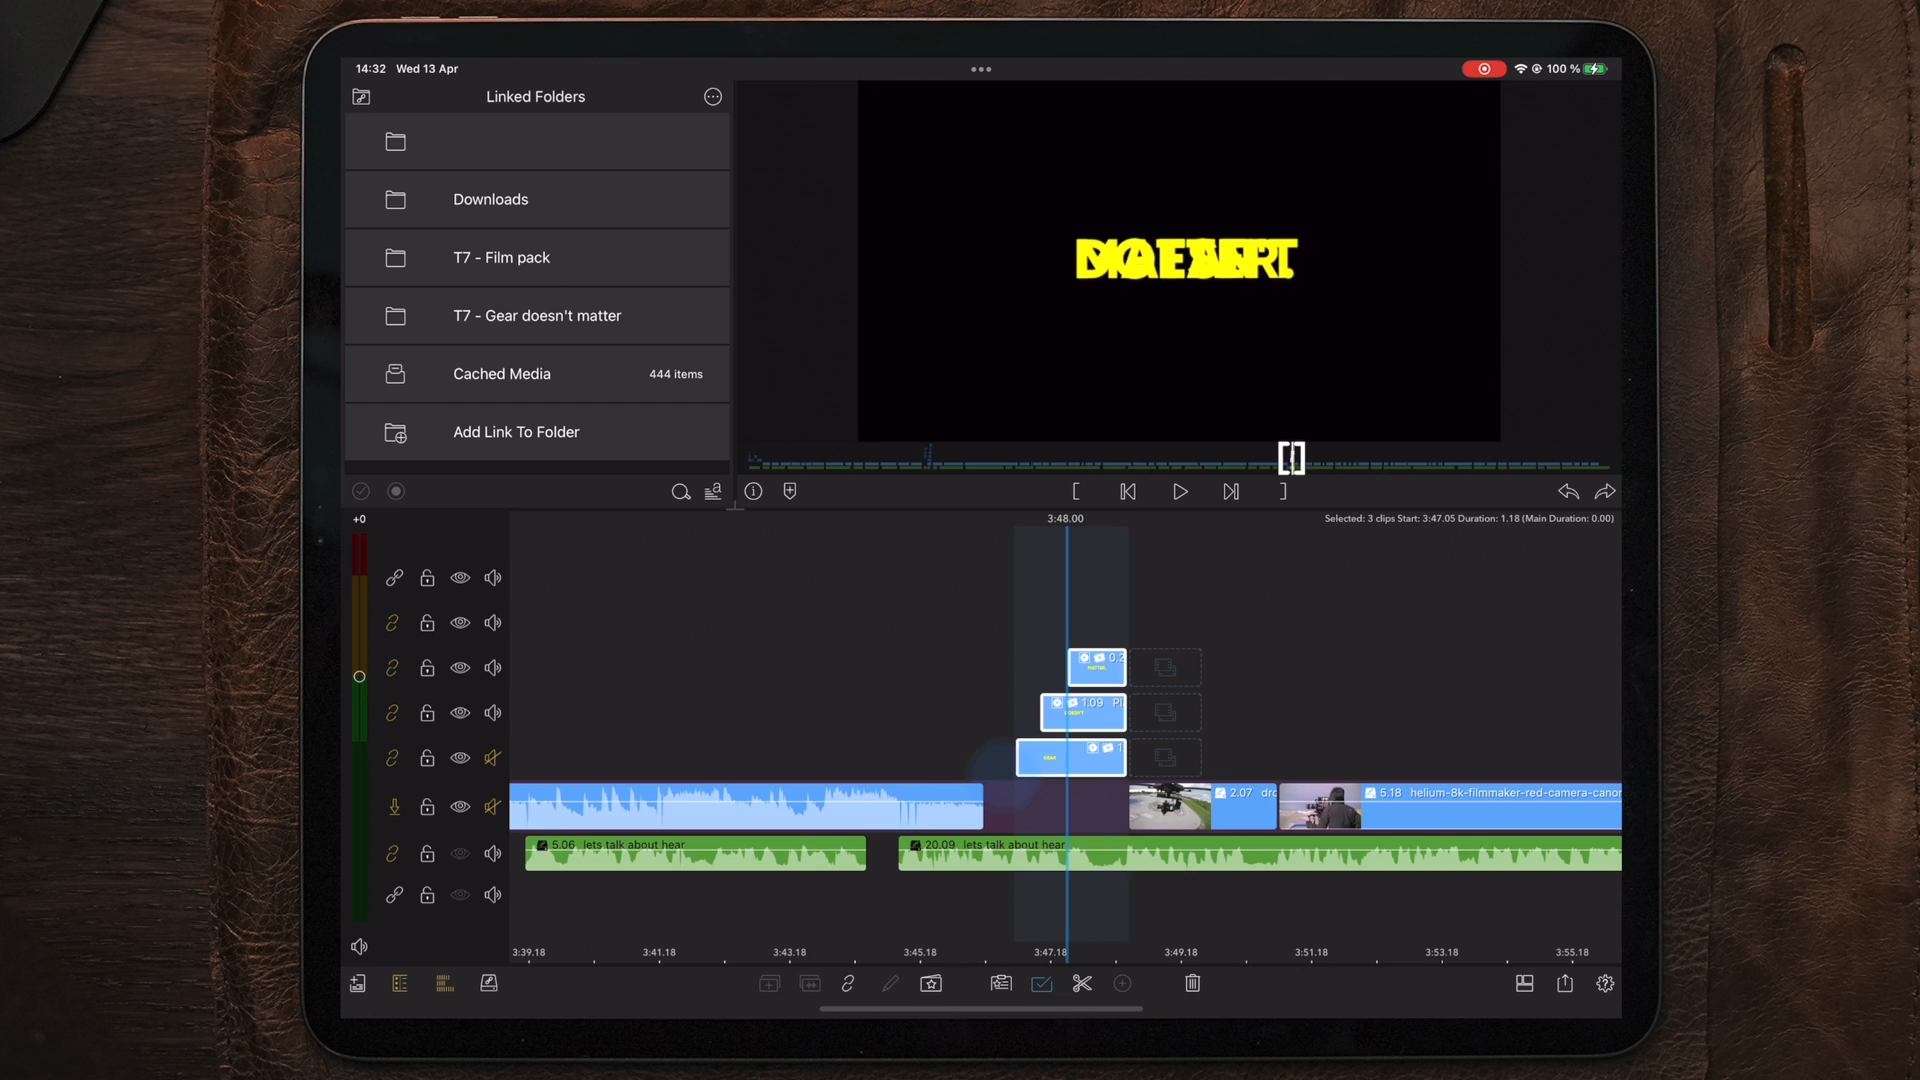 14:32 Wed 13 Apr
100 %
Linked Folders
Downloads
T7 - Film pack
T7 - Gear doesn't matter
Cached Media 444 items
Add Link To Folder
+0
3:48.00
Selected: 3 clips Start: 3:47.05 Duration: 1.18 (Main Duration: 0.00)
MATTER.
1.09
DOESN'T
GEAR
2.07
5.18 helium-8k-filmmaker-red-camera-canon
5.06 lets talk about hear
20.09 lets talk about hear
3:39.18 3:41.18 3:43.18 3:45.18 3:47.18 3:49.18 3:51.18 3:53.18 3:55.18